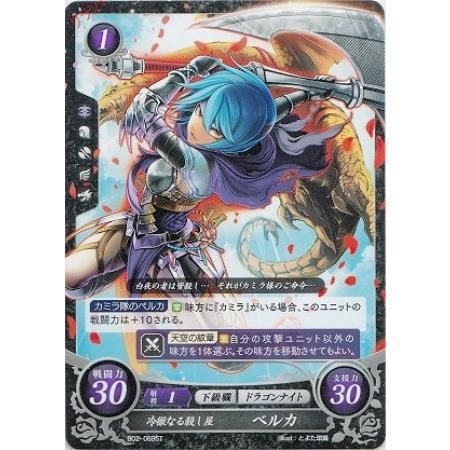 1
白夜の者は皆殺し… それがカミラ様のご命令…
カミラ隊のベルカ 常 味方に『カミラ』がいる場合、このユニットの
戦闘力は+10される。
天空の紋章 自分の攻撃ユニット以外の
味方を1体選ぶ。その味方を移動させてもよい。
戦闘力 30
射程 1 下級職 ドラゴンナイト
支援力 30
冷徹なる殺し屋 ベルカ
B02-068ST
illust:とよた瑣織